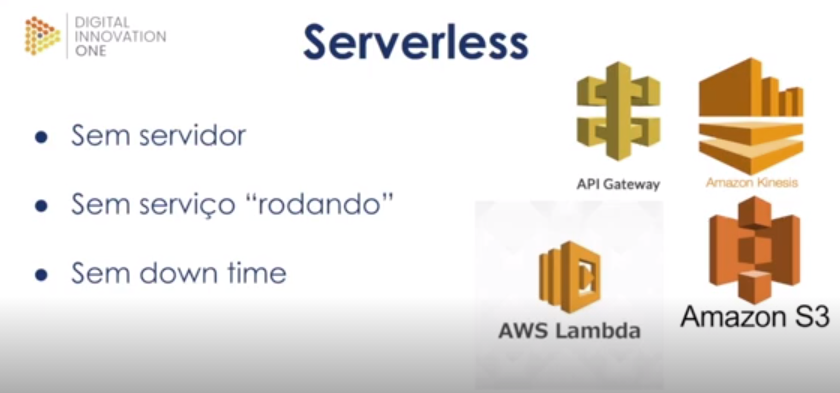 DIGITAL
INNOVATION
ONE
Serverless
● Sem servidor
● Sem serviço “rodando”
● Sem down time
API Gateway
Amazon Kinesis
AWS Lambda
Amazon S3